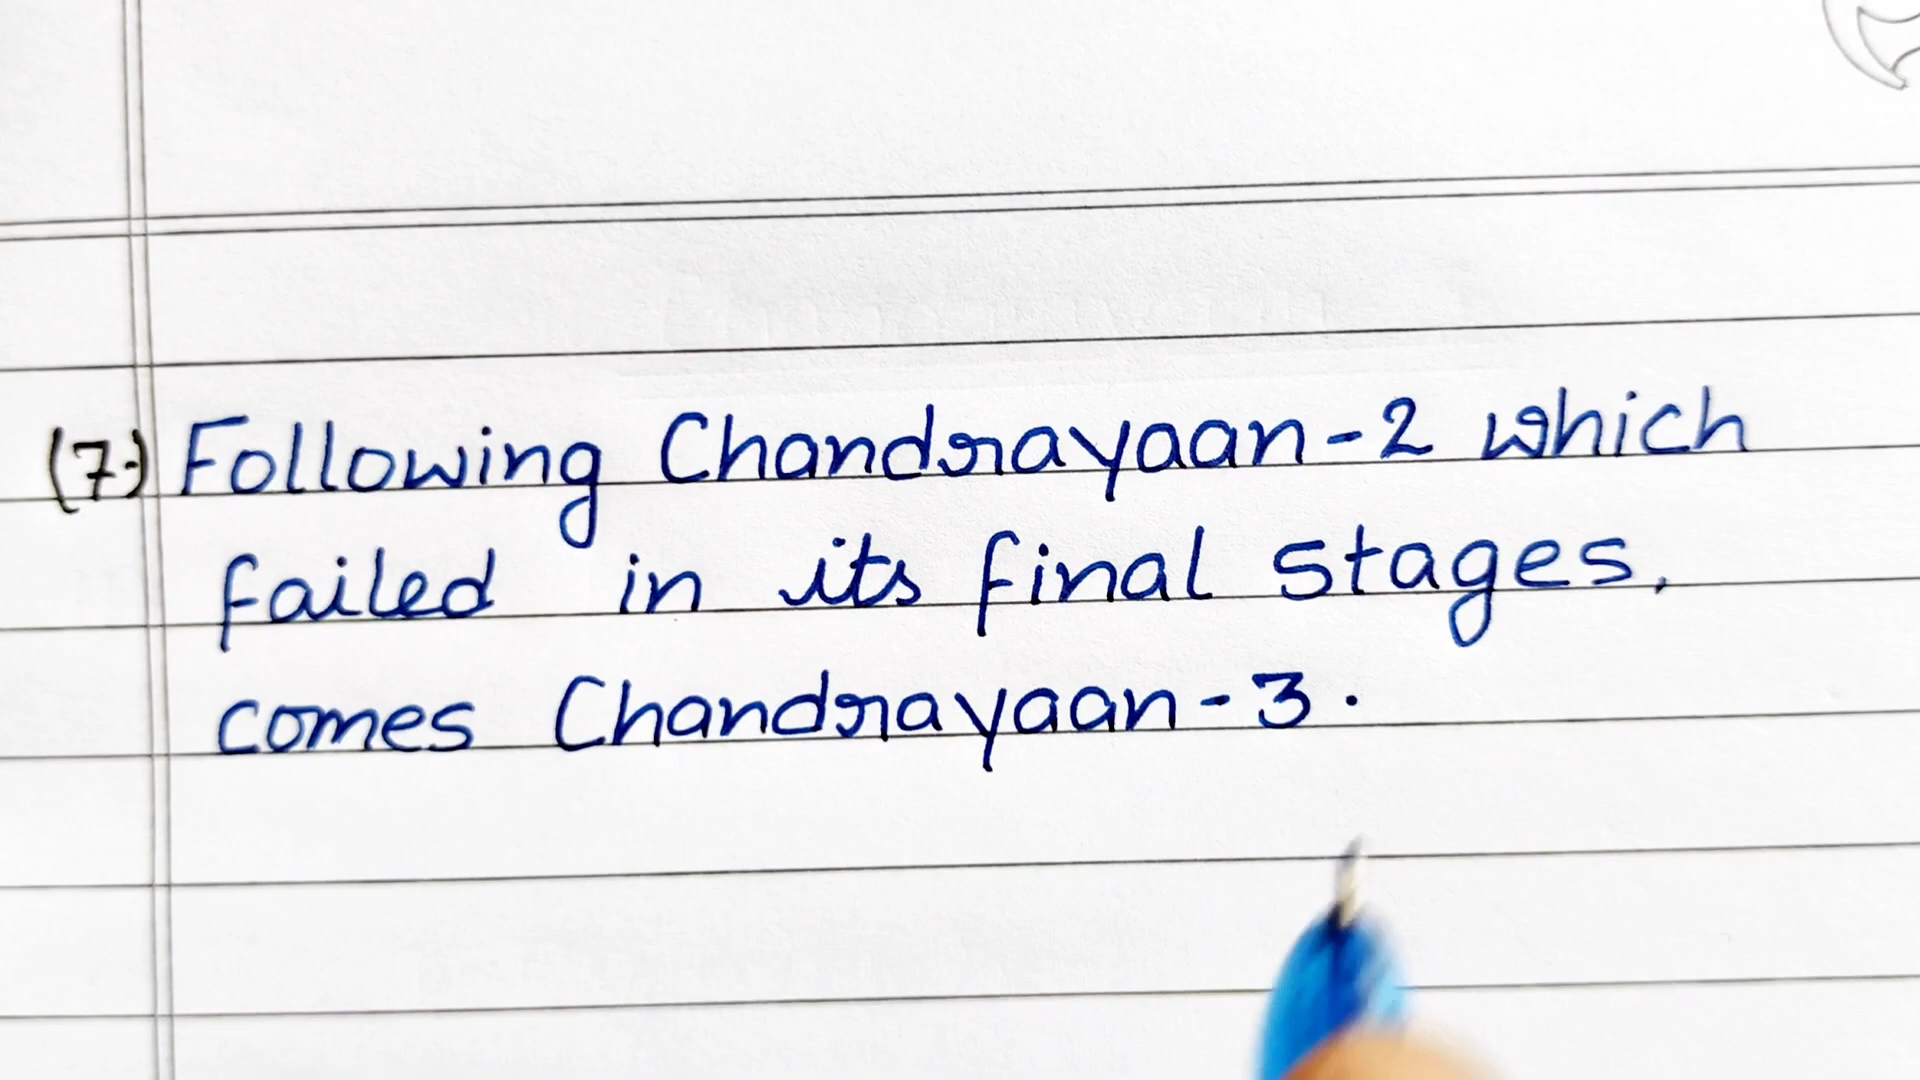 (7.) Following Chandrayaan-2 which
failed in its final stages,
comes Chandrayaan-3.